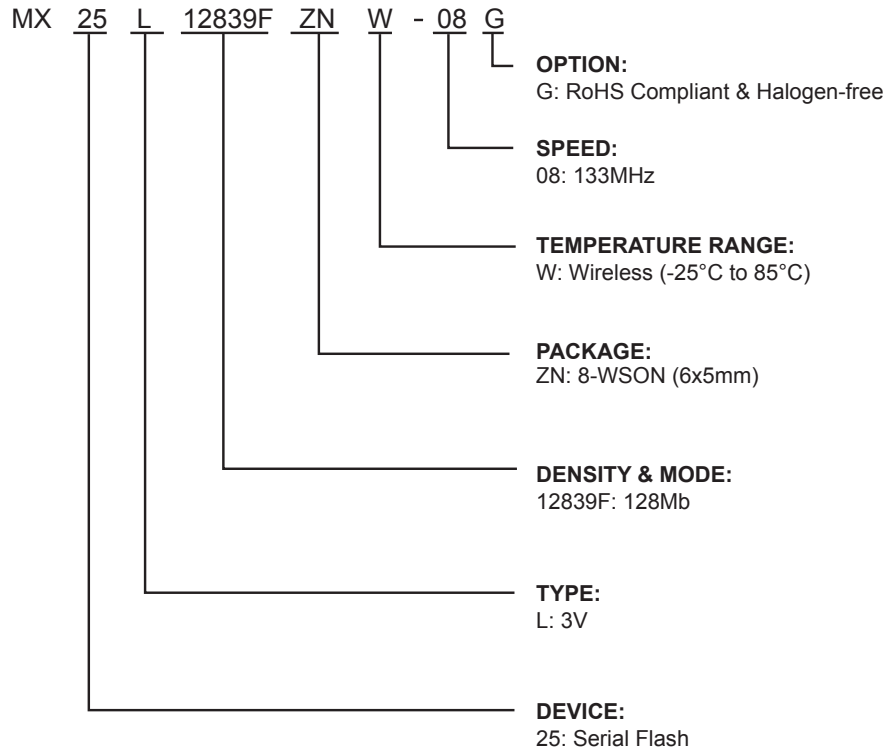 MX 25 L 12839F ZN W - 08 G
OPTION:
G: RoHS Compliant & Halogen-free
SPEED:
08: 133MHz
TEMPERATURE RANGE:
W: Wireless (-25°C to 85°C)
PACKAGE:
ZN: 8-WSON (6x5mm)
DENSITY & MODE:
12839F: 128Mb
TYPE:
L: 3V
DEVICE:
25: Serial Flash